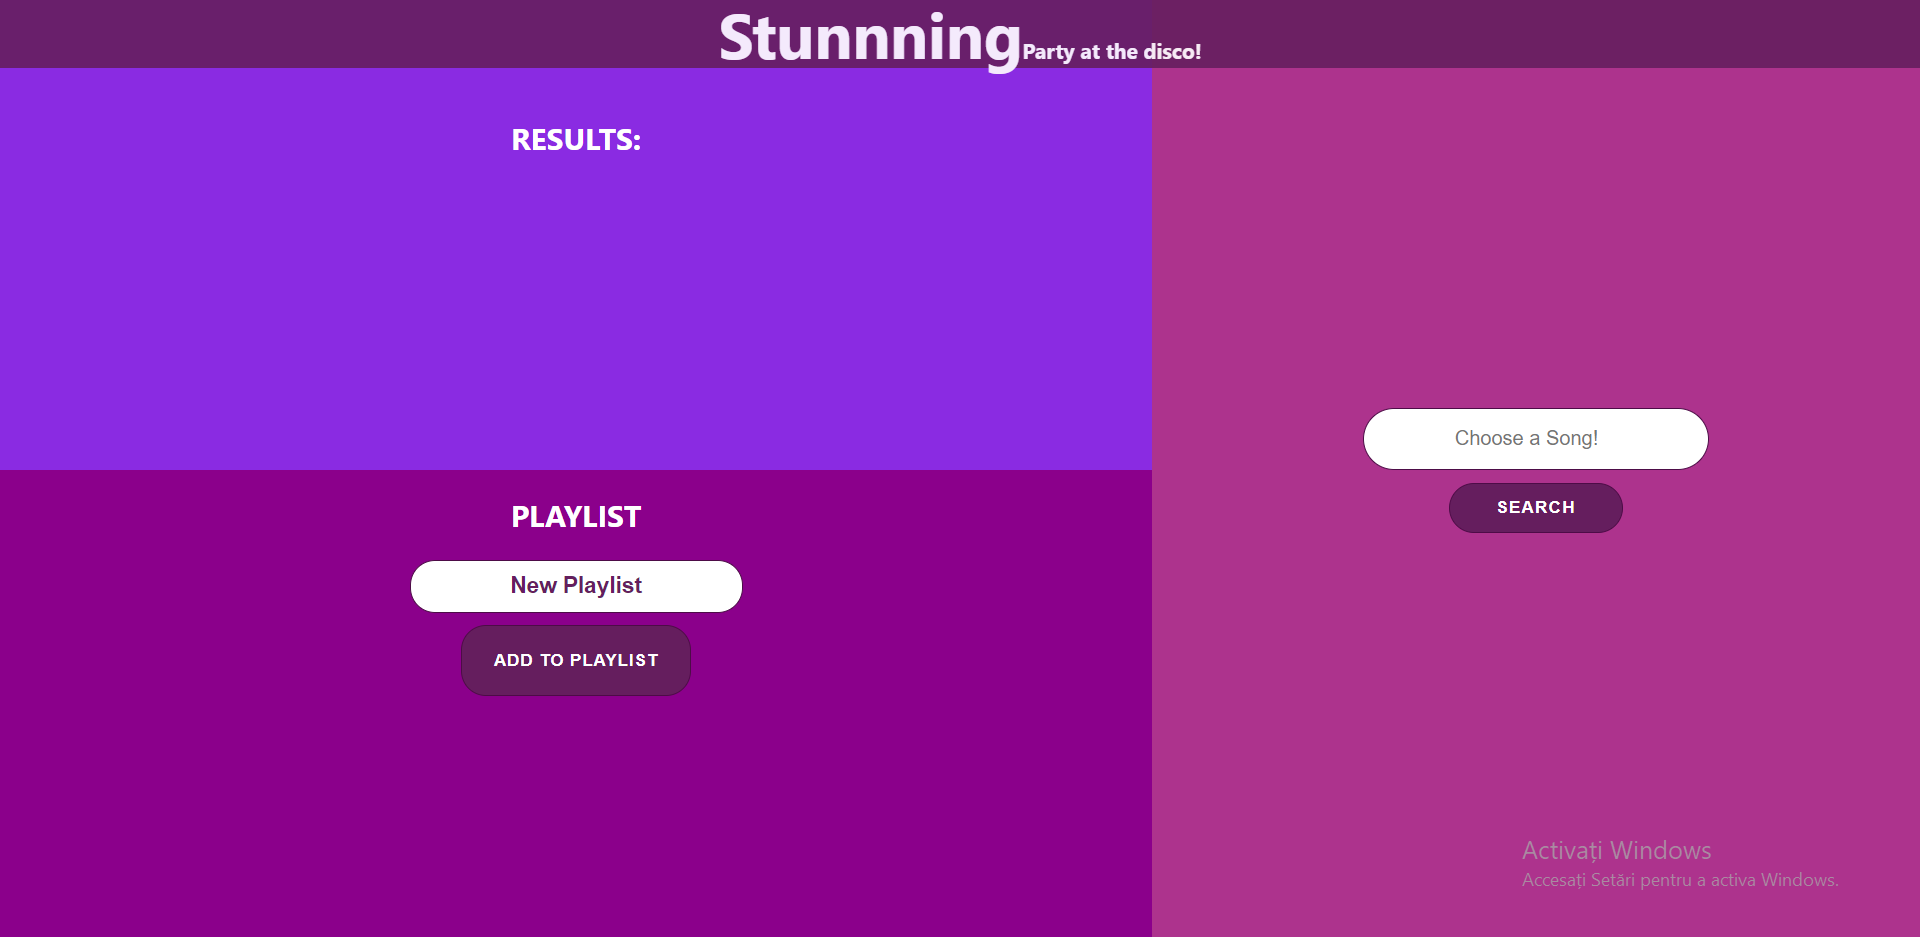 Stunnning Party at the disco!
RESULTS:
Choose a Song!
SEARCH
PLAYLIST
New Playlist
ADD TO PLAYLIST
Activați Windows
Accesați Setări pentru a activa Windows.